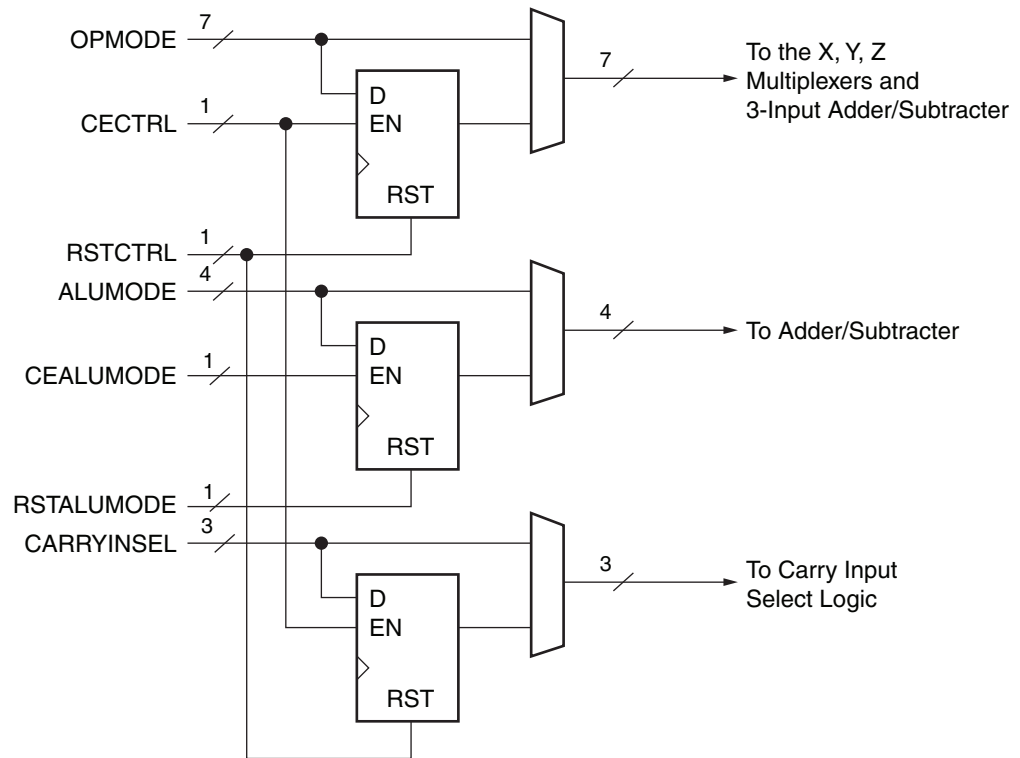 OPMODE
7
D
EN
RST
CECTRL
1
7
To the X, Y, Z
Multiplexers and
3-Input Adder/Subtracter
RSTCTRL
1
ALUMODE
4
D
EN
RST
CEALUMODE
1
4
To Adder/Subtracter
RSTALUMODE
1
CARRYINSEL
3
D
EN
RST
3
To Carry Input
Select Logic